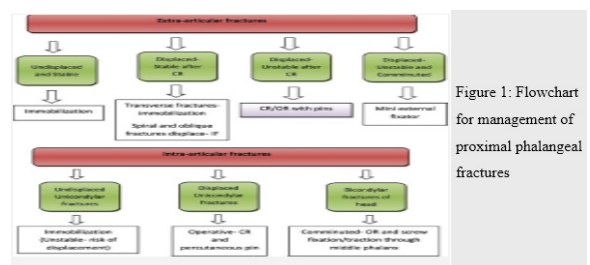 Extra-articular fractures
Undisplaced and Stable
Displaced- Stable after CR
Displaced- Unstable after CR
Displaced- Unstable and Comminuted
Immobilization
Transverse fractures- immobilization
Spiral and oblique fractures displace- IF
CR/OR with pins
Mini external fixator
Intra-articular fractures
Undisplaced Unicondylar fractures
Displaced Unicondylar Fractures
Bicondylar fractures of head
Immobilization (Unstable- risk of displacement)
Operative- CR and percutaneous pin
Comminuted- OR and screw fixation/traction through middle phalanx
Figure 1: Flowchart
for management of
proximal phalangeal
fractures